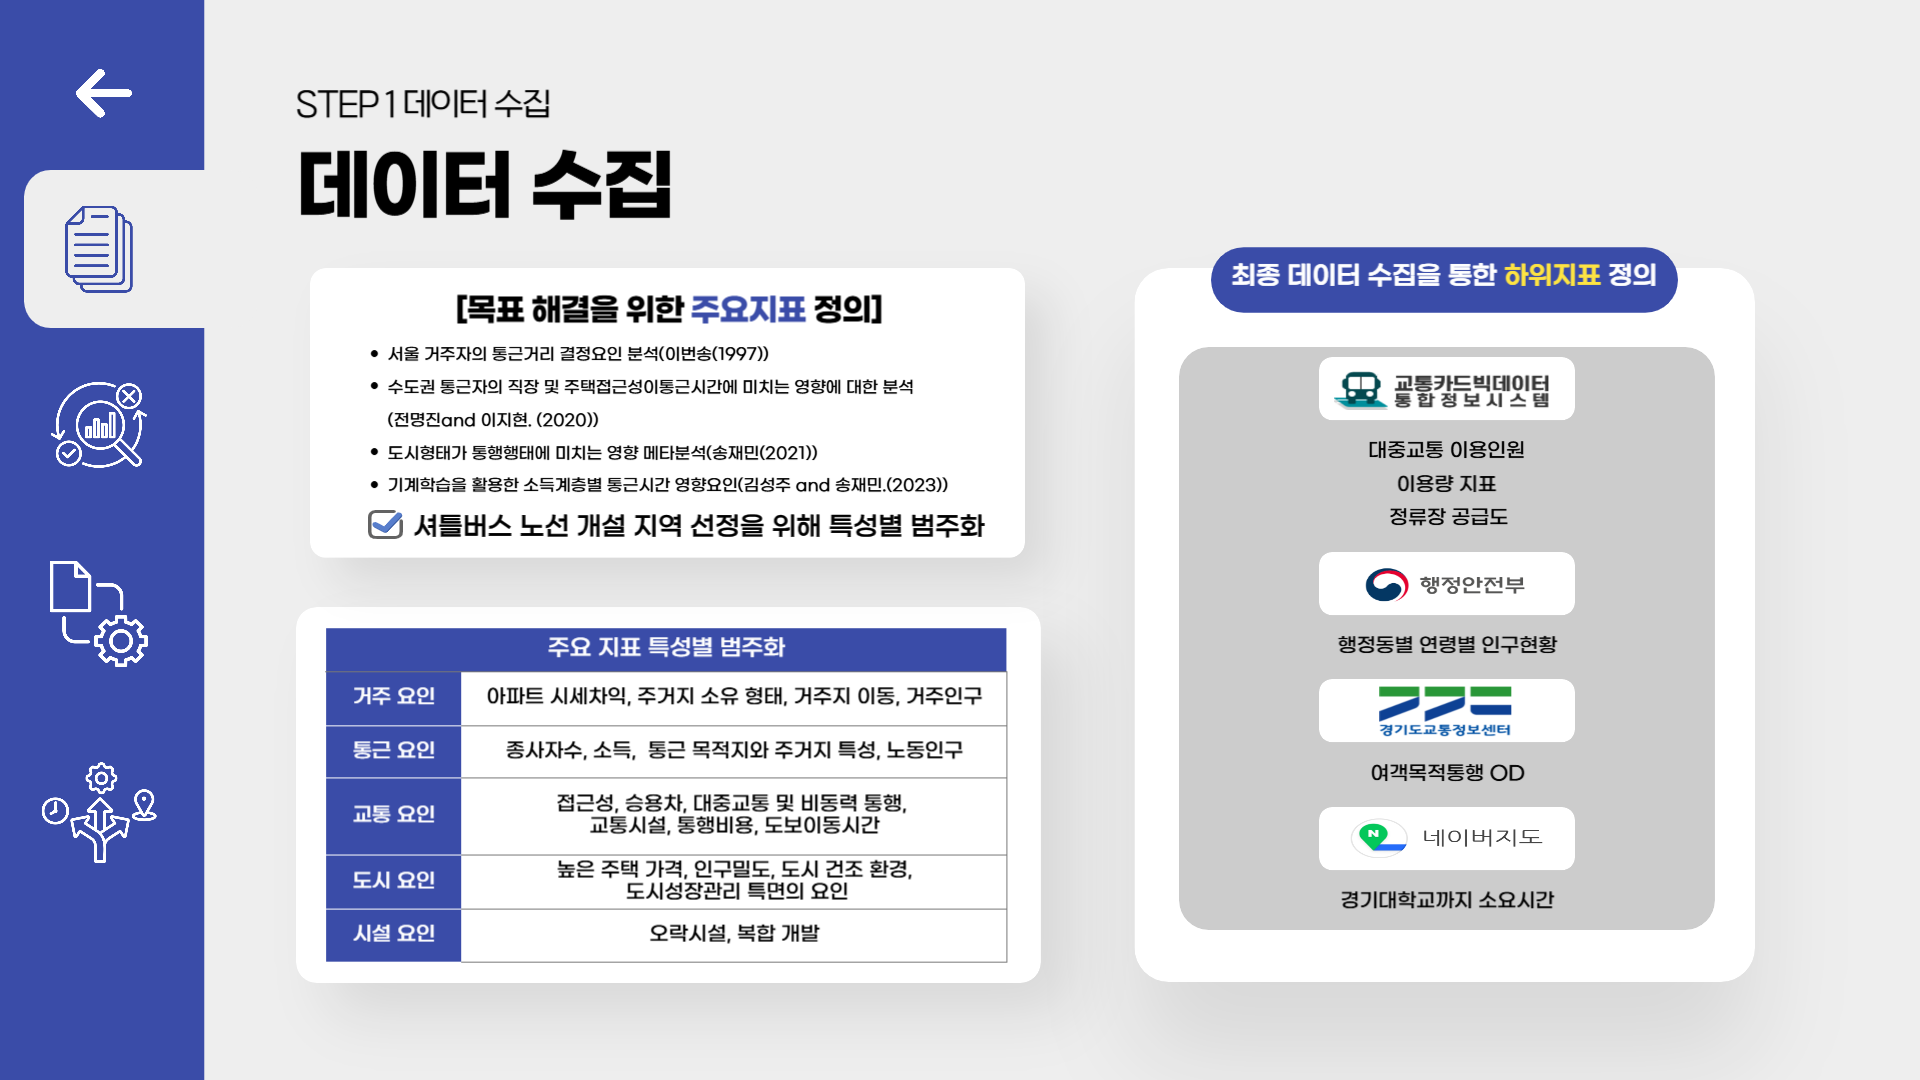 STEP 1 데이터 수집
데이터 수집
[목표 해결을 위한 주요지표 정의]
• 서울 거주자의 통근거리 결정요인 분석(이번송(1997))
• 수도권 통근자의 직장 및 주택접근성이통근시간에 미치는 영향에 대한 분석
(전명진and 이지현. (2020))
• 도시형태가 통행행태에 미치는 영향 메타분석(송재민(2021))
• 기계학습을 활용한 소득계층별 통근시간 영향요인(김성주 and 송재민.(2023))
셔틀버스 노선 개설 지역 선정을 위해 특성별 범주화
주요 지표 특성별 범주화
거주 요인 아파트 시세차익, 주거지 소유 형태, 거주지 이동, 거주인구
통근 요인 종사자수, 소득, 통근 목적지와 주거지 특성, 노동인구
교통 요인 접근성, 승용차, 대중교통 및 비동력 통행,
교통시설, 통행비용, 도보이동시간
도시 요인 높은 주택 가격, 인구밀도, 도시 건조 환경,
도시성장관리 특면의 요인
시설 요인 오락시설, 복합 개발
최종 데이터 수집을 통한 하위지표 정의
교통카드빅데이터
통합정보시스템
대중교통 이용인원
이용량 지표
정류장 공급도
행정안전부
행정동별 연령별 인구현황
경기도교통정보센터
여객목적통행 OD
N 네이버지도
경기대학교까지 소요시간